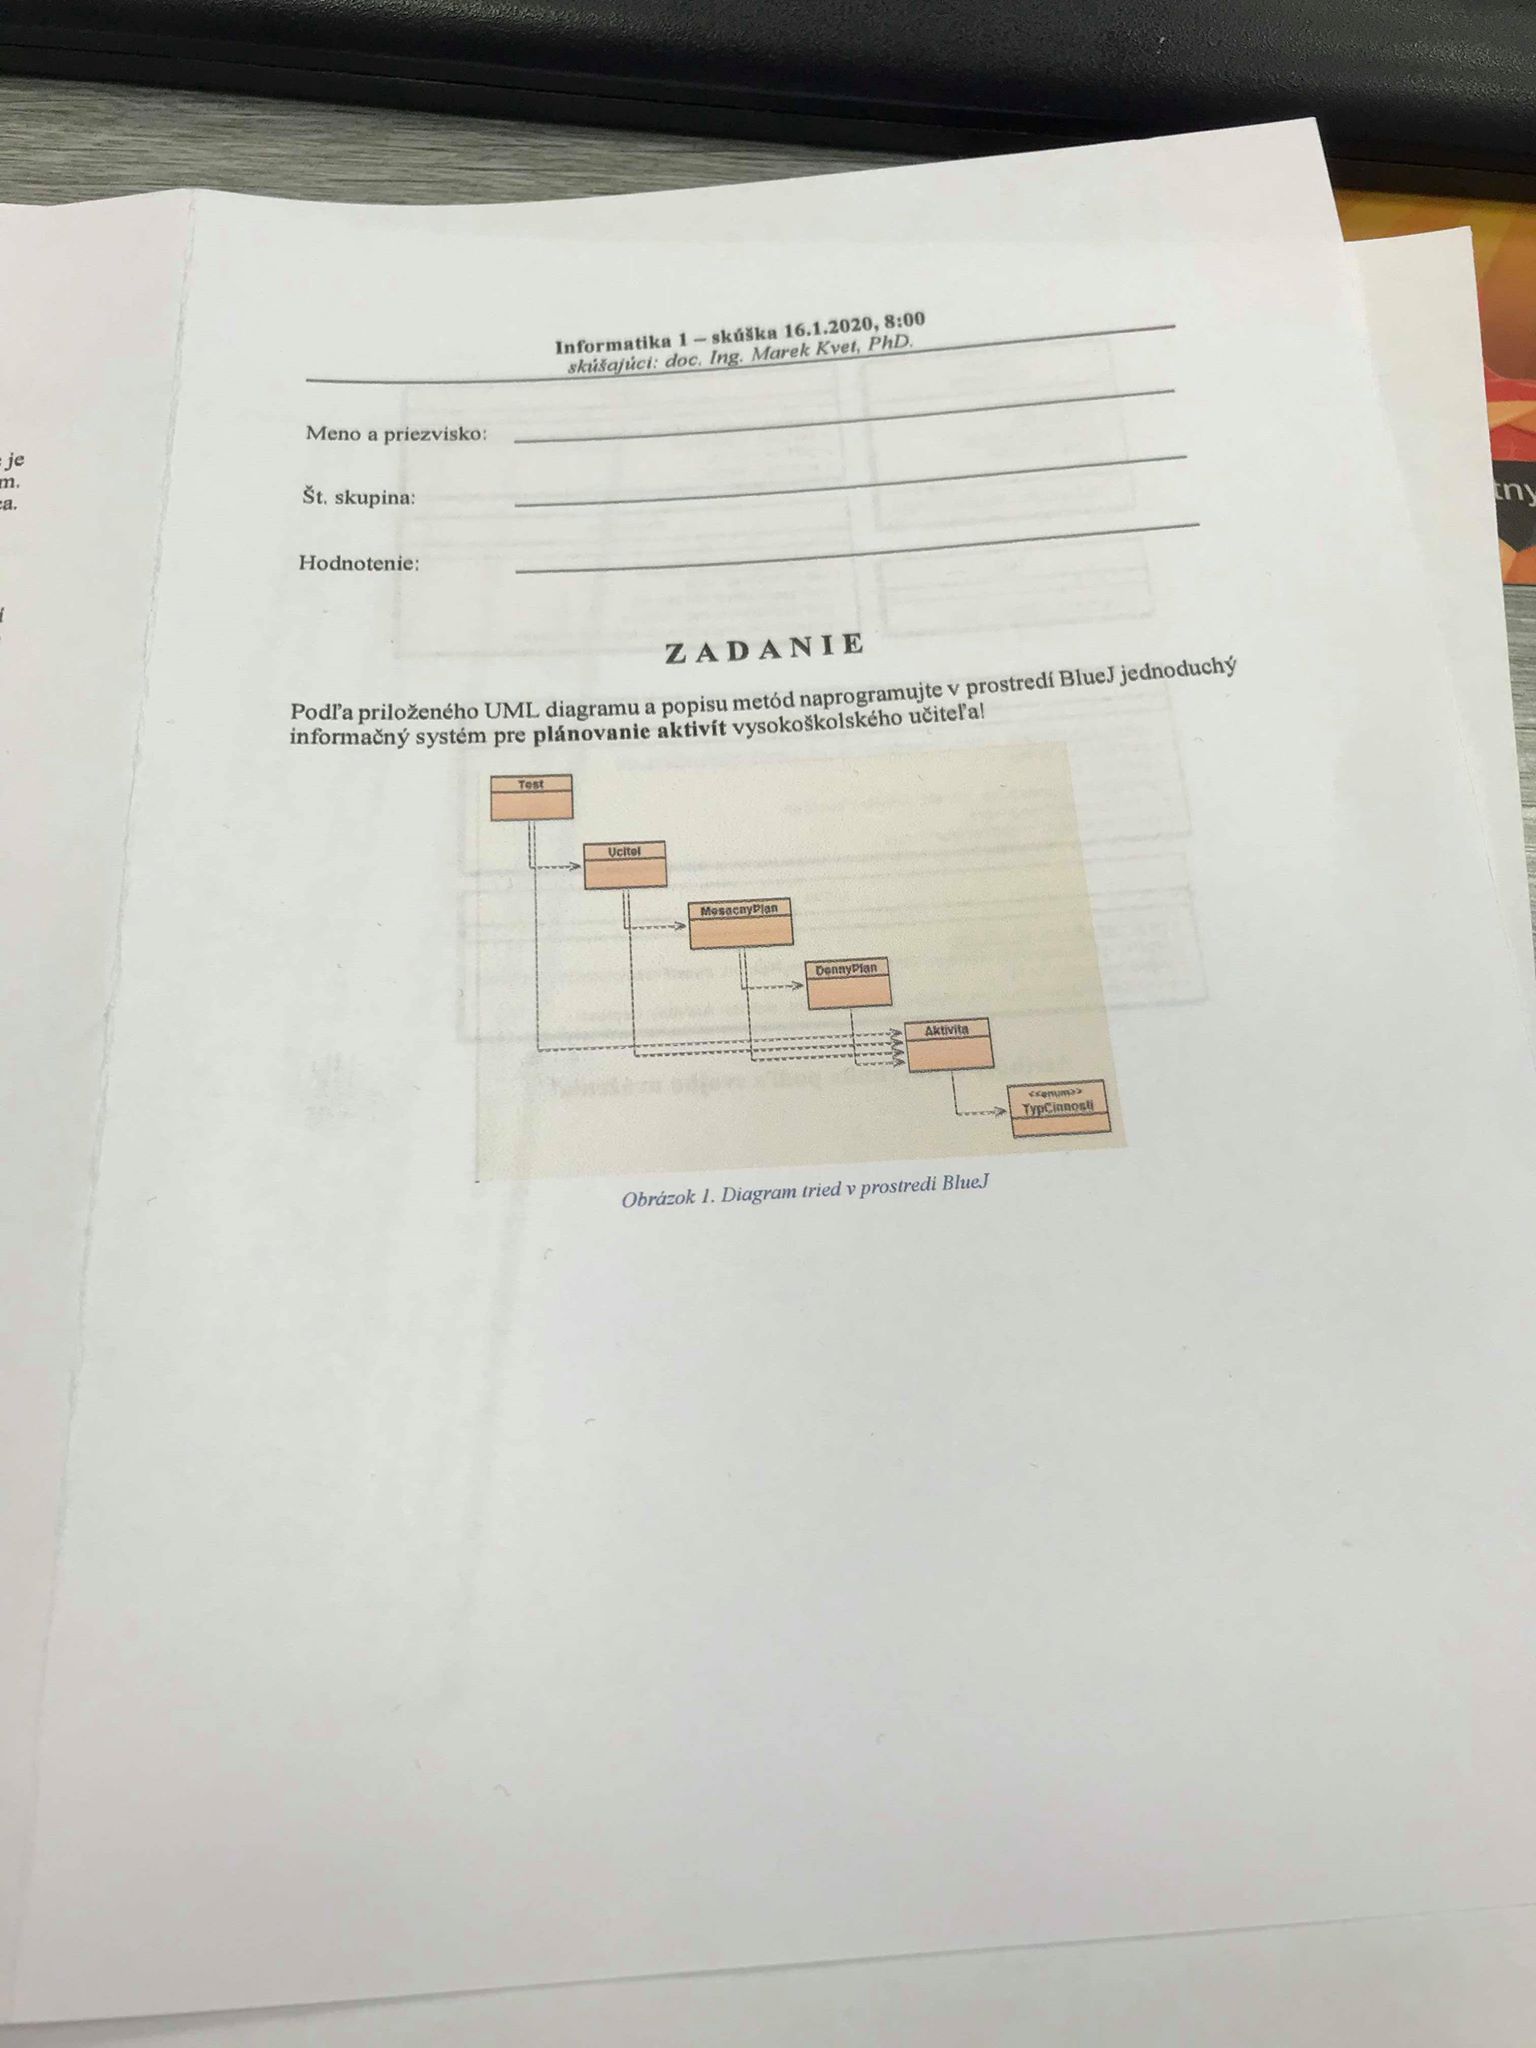 Informatika 1 – skúška 16.1.2020, 8:00
skúšajúci: doc. Ing. Marek Kvet, PhD.
Meno a priezvisko:
Št. skupina:
Hodnotenie:
ZADANIE
Podľa priloženého UML diagramu a popisu metód naprogramujte v prostredí BlueJ jednoduchý
informačný systém pre plánovanie aktivít vysokoškolského učiteľa!
Test
Ucitel
MesacnyPlan
DennyPlan
Aktivita
<<enum>>
TypCinnosti
Obrázok 1. Diagram tried v prostredí BlueJ
je
m.
ca.
tny